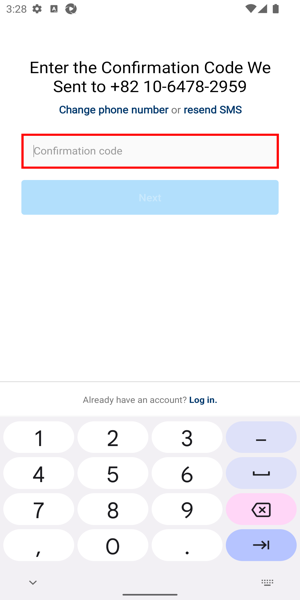 3:28
Enter the Confirmation Code We
Sent to +82 10-6478-2959
Change phone number or resend SMS
Confirmation code
Next
Already have an account? Log in.
1 2 3 –
4 5 6
7 8 9
, 0 .